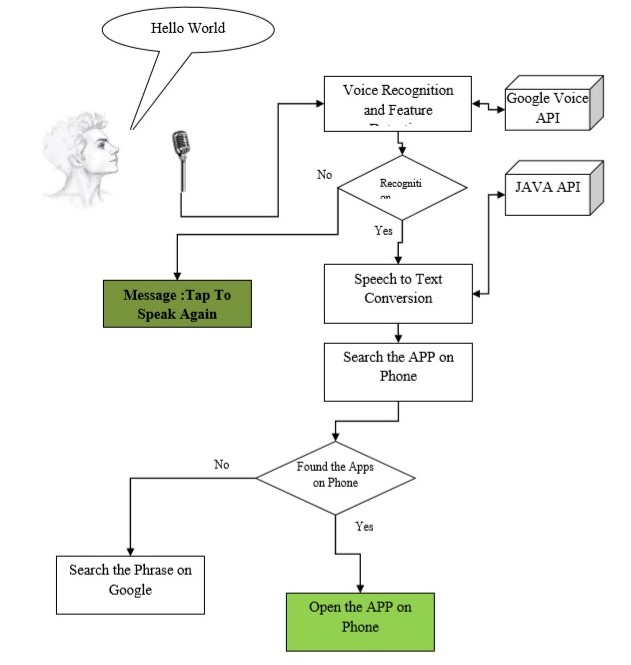 Hello World
Voice Recognition
and Feature
Google Voice
API
No
Recogniti
on
JAVA API
Yes
Message :Tap To
Speak Again
Speech to Text
Conversion
Search the APP on
Phone
No
Found the Apps
on Phone
Yes
Search the Phrase on
Google
Open the APP on
Phone